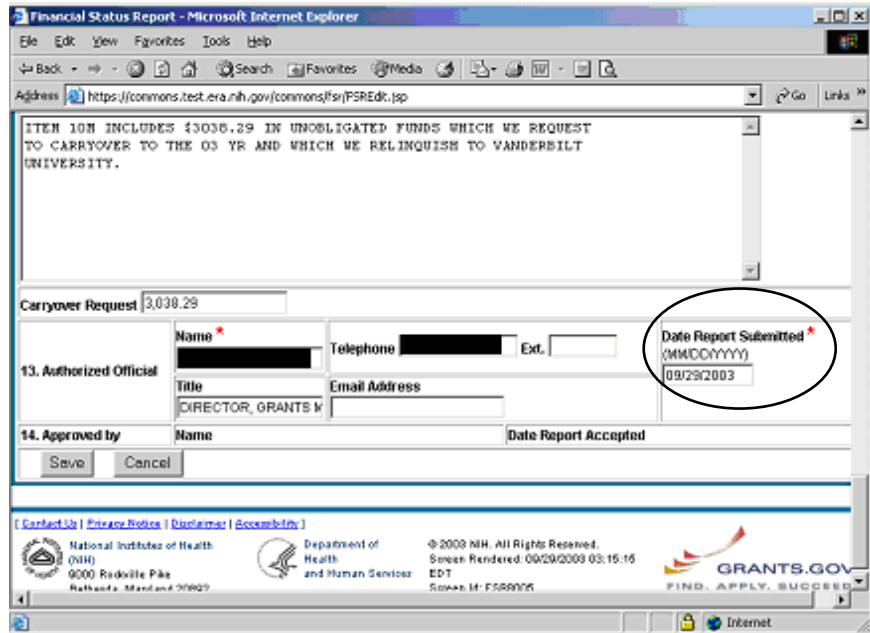 Financial Status Report - Microsoft Internet Explorer
File Edit View Favorites Tools Help
Back Search Favorites Media
Address https://commons.test.era.nih.gov/commons/fsr/FSREdit.jsp Go Links »
ITEM 10M INCLUDES $3038.29 IN UNOBLIGATED FUNDS WHICH WE REQUEST
TO CARRYOVER TO THE 03 YR AND WHICH WE RELINQUISH TO VANDERBILT
UNIVERSITY.
Carryover Request 3,038.29
13. Authorized Official
Name *
Telephone Ext.
Title
DIRECTOR, GRANTS M
Email Address
Date Report Submitted *
(MM/DD/YYYY)
09/29/2003
14. Approved by Name Date Report Accepted
Save Cancel
[ Contact Us | Privacy Notice | Disclaimer | Accessibility ]
National Institutes of Health
(NIH)
9000 Rockville Pike
Bethesda, Maryland 20892
Department of
Health
and Human Services
© 2003 NIH. All Rights Reserved.
Screen Rendered: 09/29/2003 03:15:16
EDT
Screen Id: FSR0005
GRANTS.GOV
FIND. APPLY. SUCCEED
Internet